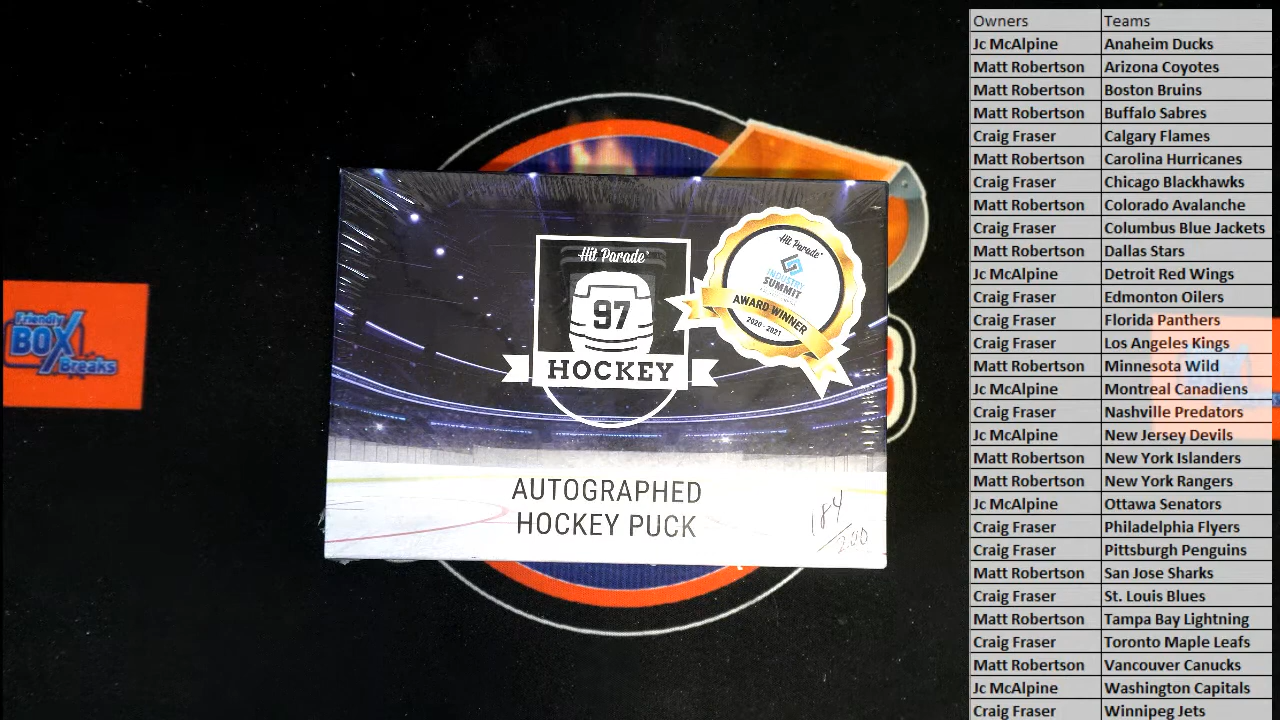 Friendly
BOX
Breaks
Hit Parade
97
HOCKEY
Hit Parade
INDUSTRY
SUMMIT
AWARD WINNER
2020 - 2021
AUTOGRAPHED
HOCKEY PUCK
184/200
Owners Teams
Jc McAlpine Anaheim Ducks
Matt Robertson Arizona Coyotes
Matt Robertson Boston Bruins
Matt Robertson Buffalo Sabres
Craig Fraser Calgary Flames
Matt Robertson Carolina Hurricanes
Craig Fraser Chicago Blackhawks
Matt Robertson Colorado Avalanche
Craig Fraser Columbus Blue Jackets
Matt Robertson Dallas Stars
Jc McAlpine Detroit Red Wings
Craig Fraser Edmonton Oilers
Craig Fraser Florida Panthers
Craig Fraser Los Angeles Kings
Matt Robertson Minnesota Wild
Jc McAlpine Montreal Canadiens
Craig Fraser Nashville Predators
Jc McAlpine New Jersey Devils
Matt Robertson New York Islanders
Matt Robertson New York Rangers
Jc McAlpine Ottawa Senators
Craig Fraser Philadelphia Flyers
Craig Fraser Pittsburgh Penguins
Matt Robertson San Jose Sharks
Craig Fraser St. Louis Blues
Matt Robertson Tampa Bay Lightning
Craig Fraser Toronto Maple Leafs
Matt Robertson Vancouver Canucks
Jc McAlpine Washington Capitals
Craig Fraser Winnipeg Jets